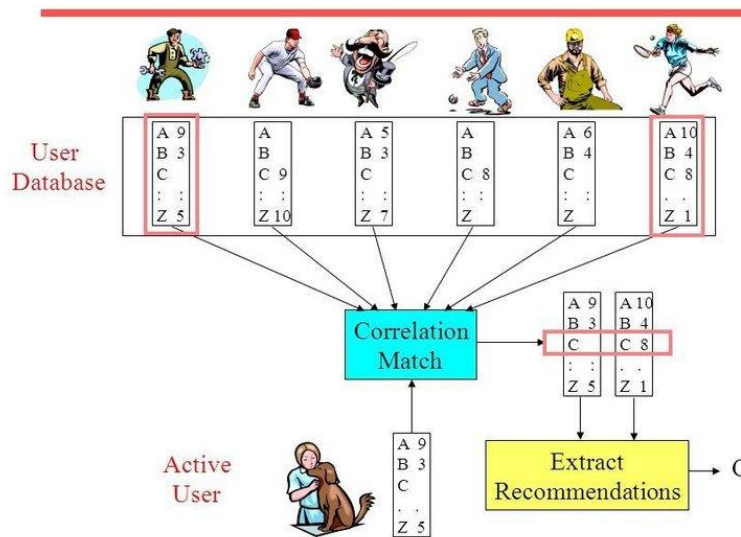 User
Database
A 9
B 3
C
: :
Z 5
A
B
C 9
: :
Z 10
A 5
B 3
C
: :
Z 7
A
B
C 8
: :
Z
A 6
B 4
C
: :
Z
A 10
B 4
C 8
. .
Z 1
Correlation
Match
A 9
B 3
C
: :
Z 5
A 10
B 4
C 8
. .
Z 1
Active
User
A 9
B 3
C
. .
Z 5
Extract
Recommendations